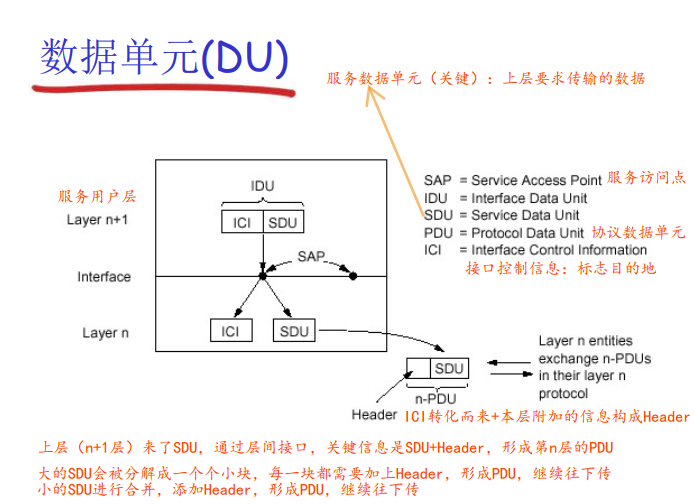 数据单元(DU)
服务数据单元（关键）：上层要求传输的数据
服务用户层
Layer n+1
IDU
ICI SDU
SAP
Interface
Layer n
ICI
SDU
SAP = Service Access Point 服务访问点
IDU = Interface Data Unit
SDU = Service Data Unit
PDU = Protocol Data Unit 协议数据单元
ICI = Interface Control Information
接口控制信息：标志目的地
SDU
n-PDU
Header
Layer n entities
exchange n-PDUs
in their layer n
protocol
ICI转化而来+本层附加的信息构成Header
上层（n+1层）来了SDU，通过层间接口，关键信息是SDU+Header，形成第n层的PDU
大的SDU会被分解成一个个小块，每一块都需要加上Header，形成PDU，继续往下传
小的SDU进行合并，添加Header，形成PDU，继续往下传